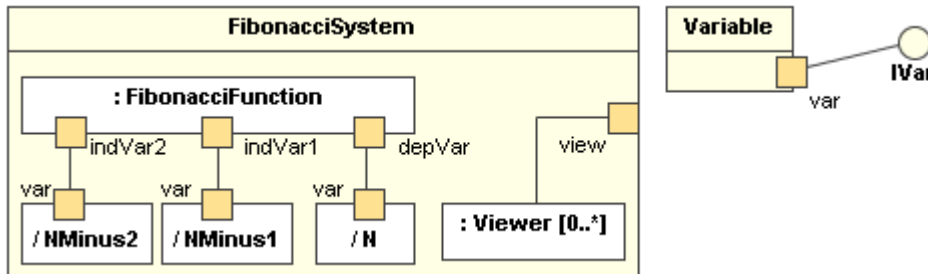 FibonacciSystem
Variable
: FibonacciFunction
IVar
var
indVar2
indVar1
depVar
view
var
var
var
/ NMinus2
/ NMinus1
/ N
: Viewer [0..*]